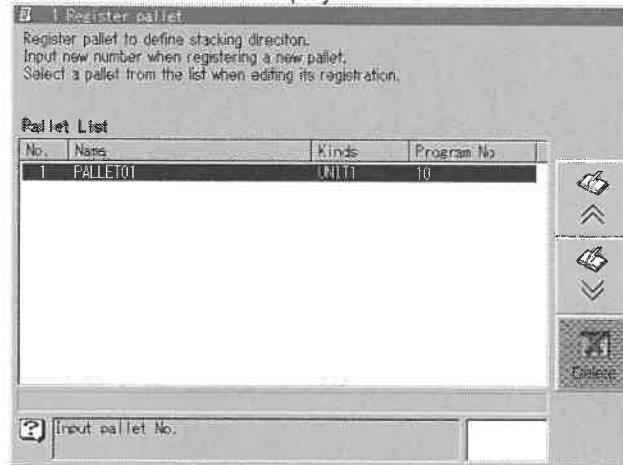 1 Register pallet
Register pallet to define stacking direciton.
Input new number when registering a new pallet.
Select a pallet from the list when editing its registration.
Pallet List
No. Name Kinds Program No
1 PALLET01 UNIT1 10
Delete
Input pallet No.